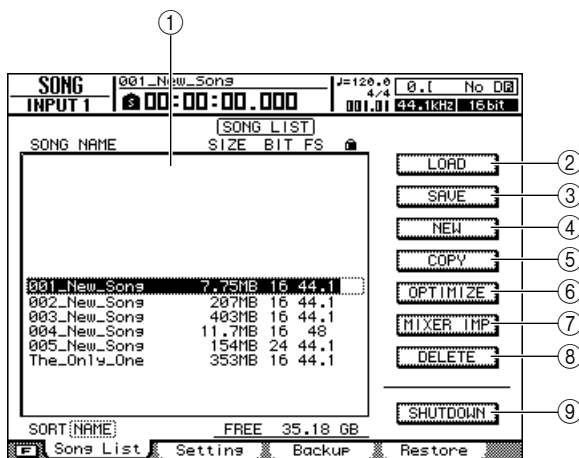 ①
SONG
001_New_Song
♩=120.0
4/4
0.[ No D
INPUT 1
S 00:00:00.000
001.01
44.1kHz 16bit
SONG LIST
SONG NAME SIZE BIT FS
LOAD ②
SAVE ③
NEW ④
COPY ⑤
001_New_Song 7.75MB 16 44.1
OPTIMIZE ⑥
002_New_Song 207MB 16 44.1
003_New_Song 403MB 16 44.1
MIXER IMP. ⑦
004_New_Song 11.7MB 16 48
005_New_Song 154MB 24 44.1
The_Only_One 353MB 16 44.1
DELETE ⑧
SHUTDOWN ⑨
SORT NAME FREE 35.18 GB
F Song List Setting Backup Restore